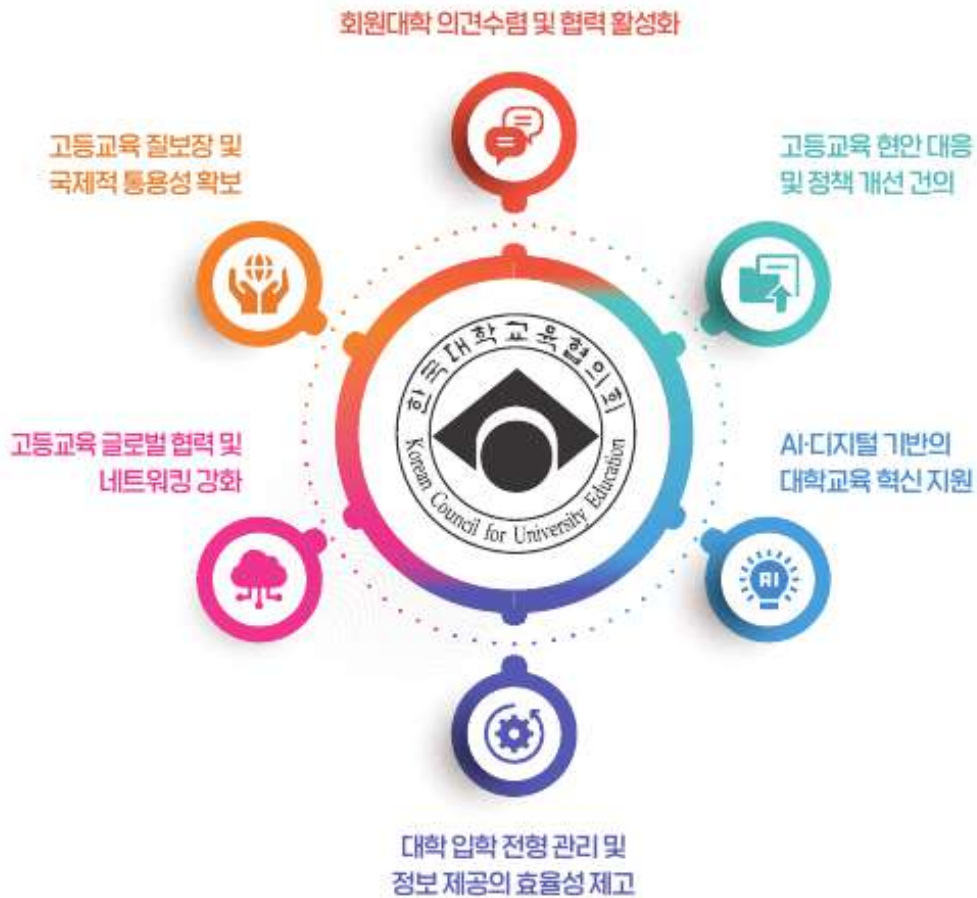 회원대학 의견수렴 및 협력 활성화
고등교육 질보장 및
국제적 통용성 확보
고등교육 현안 대응
및 정책 개선 건의
한국대학교육협의회
Korean Council for University Education
고등교육 글로벌 협력 및
네트워킹 강화
AI·디지털 기반의
대학교육 혁신 지원
AI
대학 입학 전형 관리 및
정보 제공의 효율성 제고